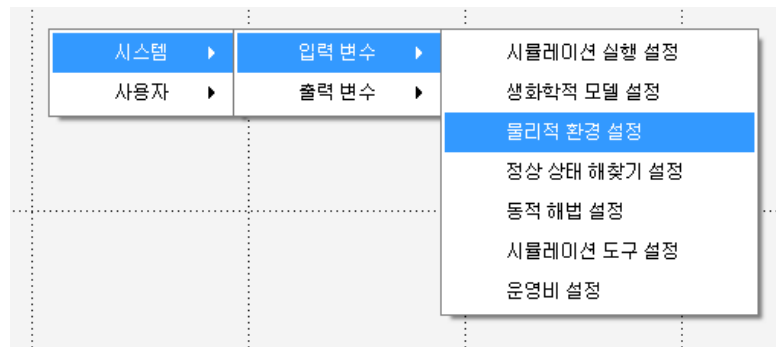 시스템
사용자
입력 변수
출력 변수
시뮬레이션 실행 설정
생화학적 모델 설정
물리적 환경 설정
정상 상태 해찾기 설정
동적 해법 설정
시뮬레이션 도구 설정
운영비 설정